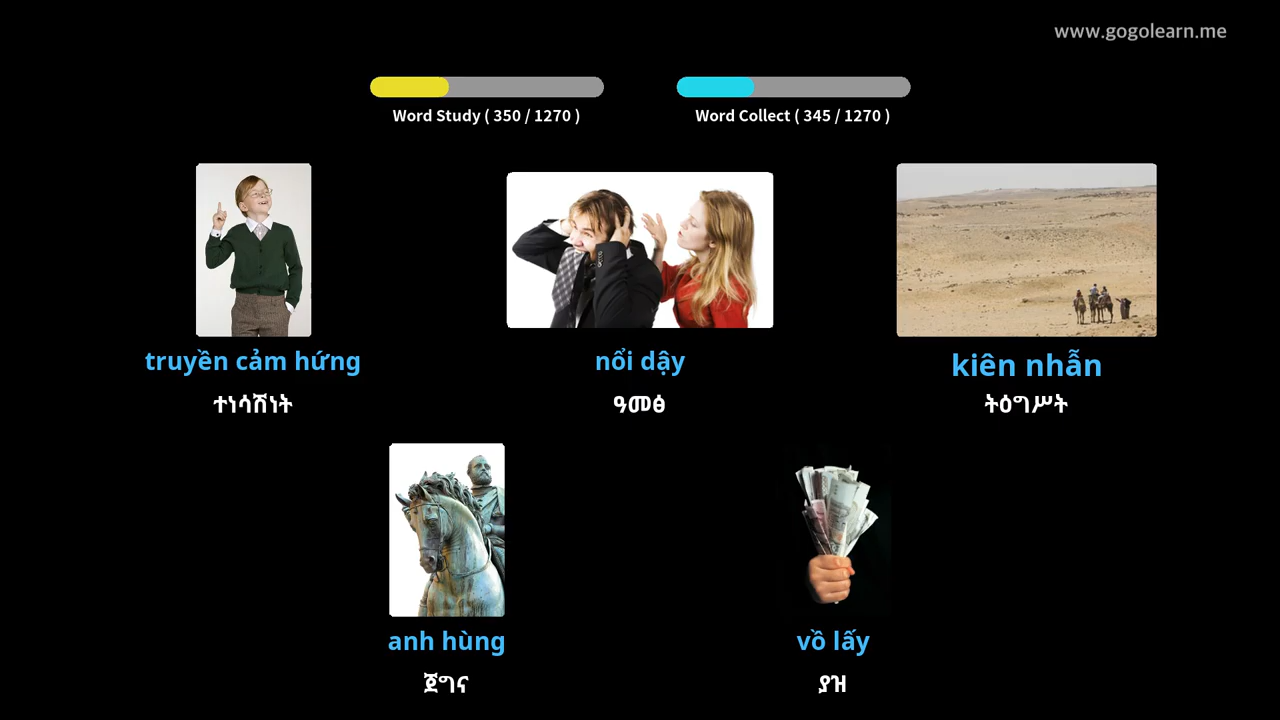 www.gogolearn.me
Word Study ( 350 / 1270 )
Word Collect ( 345 / 1270 )
truyền cảm hứng
ተነሳሽነት
nổi dậy
ዓመፅ
kiên nhẫn
ትዕግሥት
anh hùng
ጀግና
vồ lấy
ያዝ